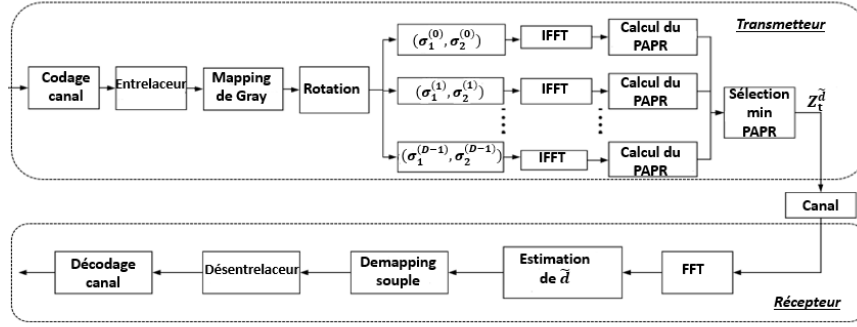 Transmetteur
Codage
canal
Entrelaceur
Mapping
de Gray
Rotation
(σ₁⁽⁰⁾, σ₂⁽⁰⁾)
IFFT
Calcul du
PAPR
(σ₁⁽¹⁾, σ₂⁽¹⁾)
IFFT
Calcul du
PAPR
(σ₁⁽ᴰ⁻¹⁾, σ₂⁽ᴰ⁻¹⁾)
IFFT
Calcul du
PAPR
Sélection
min
PAPR
Z_t^{d̃}
Canal
Décodage
canal
Désentrelaceur
Demapping
souple
Estimation
de d̃
FFT
Récepteur